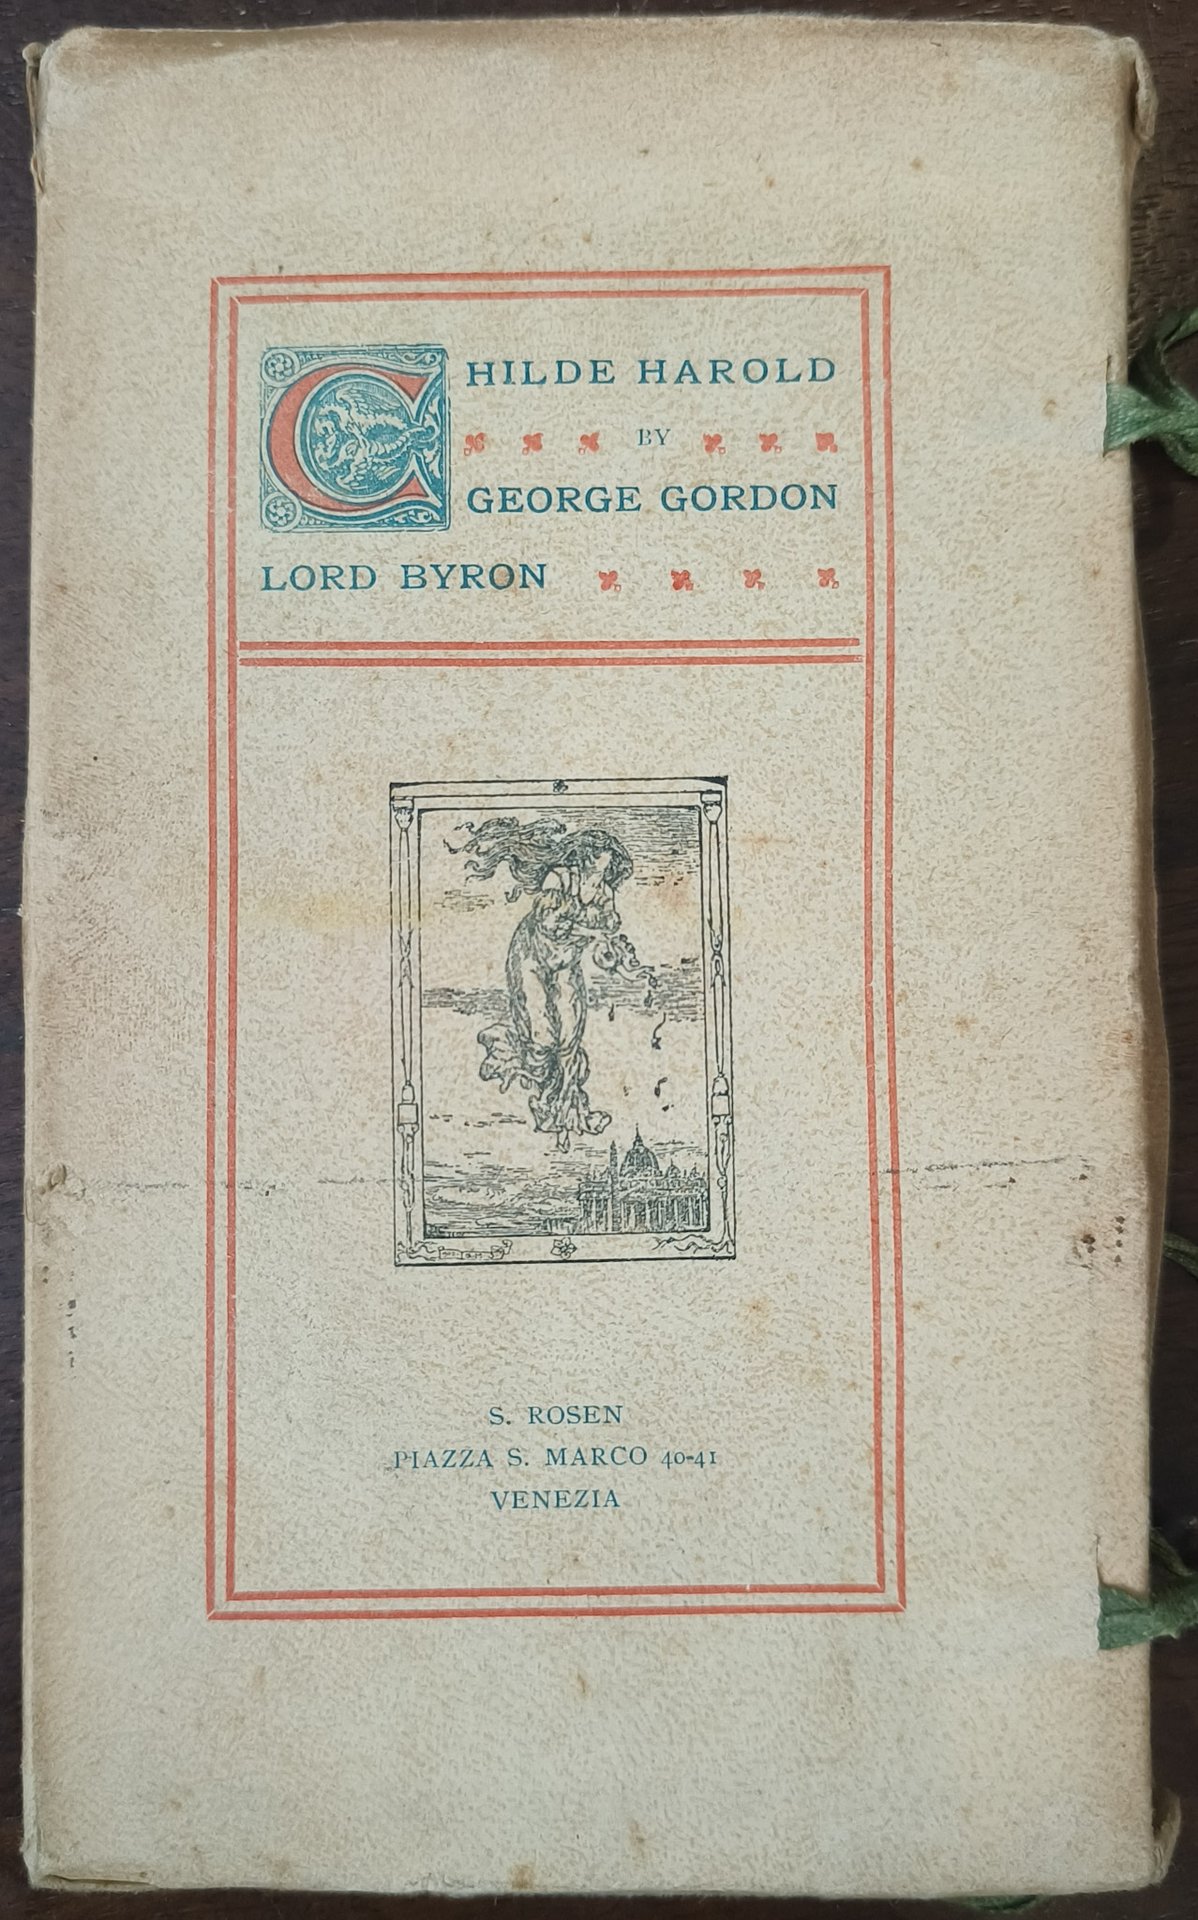 CHILDE HAROLD
BY
GEORGE GORDON
LORD BYRON
S. ROSEN
PIAZZA S. MARCO 40-41
VENEZIA